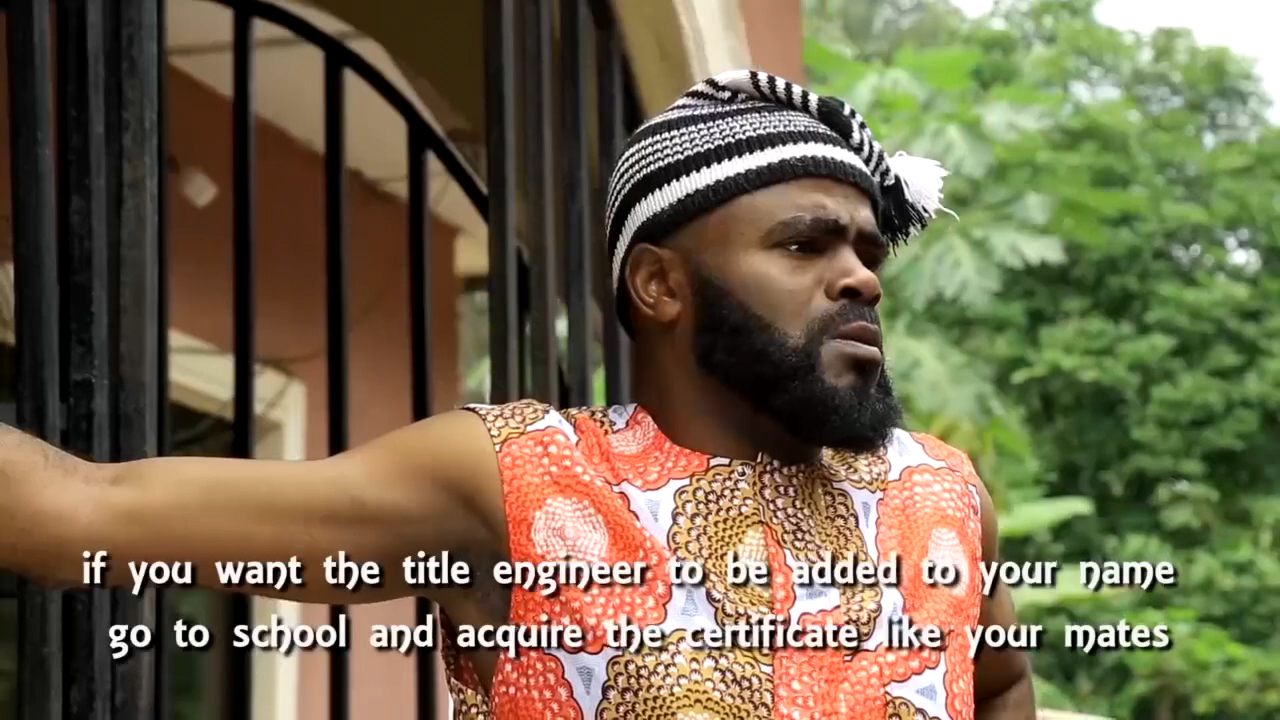 if you want the title engineer to be added to your name
go to school and acquire the certificate like your mates